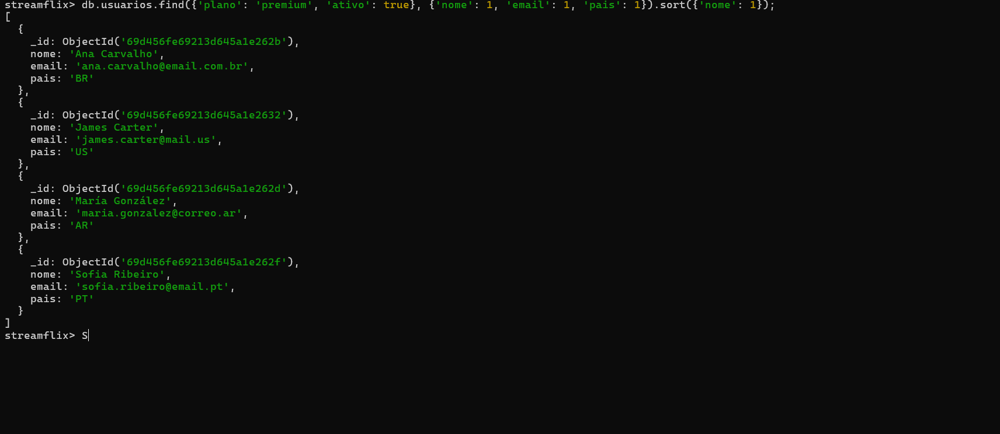 streamflix> db.usuarios.find({'plano': 'premium', 'ativo': true}, {'nome': 1, 'email': 1, 'pais': 1}).sort({'nome': 1});
[
  {
    _id: ObjectId('69d456fe69213d645a1e262b'),
    nome: 'Ana Carvalho',
    email: 'ana.carvalho@email.com.br',
    pais: 'BR'
  },
  {
    _id: ObjectId('69d456fe69213d645a1e2632'),
    nome: 'James Carter',
    email: 'james.carter@mail.us',
    pais: 'US'
  },
  {
    _id: ObjectId('69d456fe69213d645a1e262d'),
    nome: 'María González',
    email: 'maria.gonzalez@correo.ar',
    pais: 'AR'
  },
  {
    _id: ObjectId('69d456fe69213d645a1e262f'),
    nome: 'Sofia Ribeiro',
    email: 'sofia.ribeiro@email.pt',
    pais: 'PT'
  }
]
streamflix> S